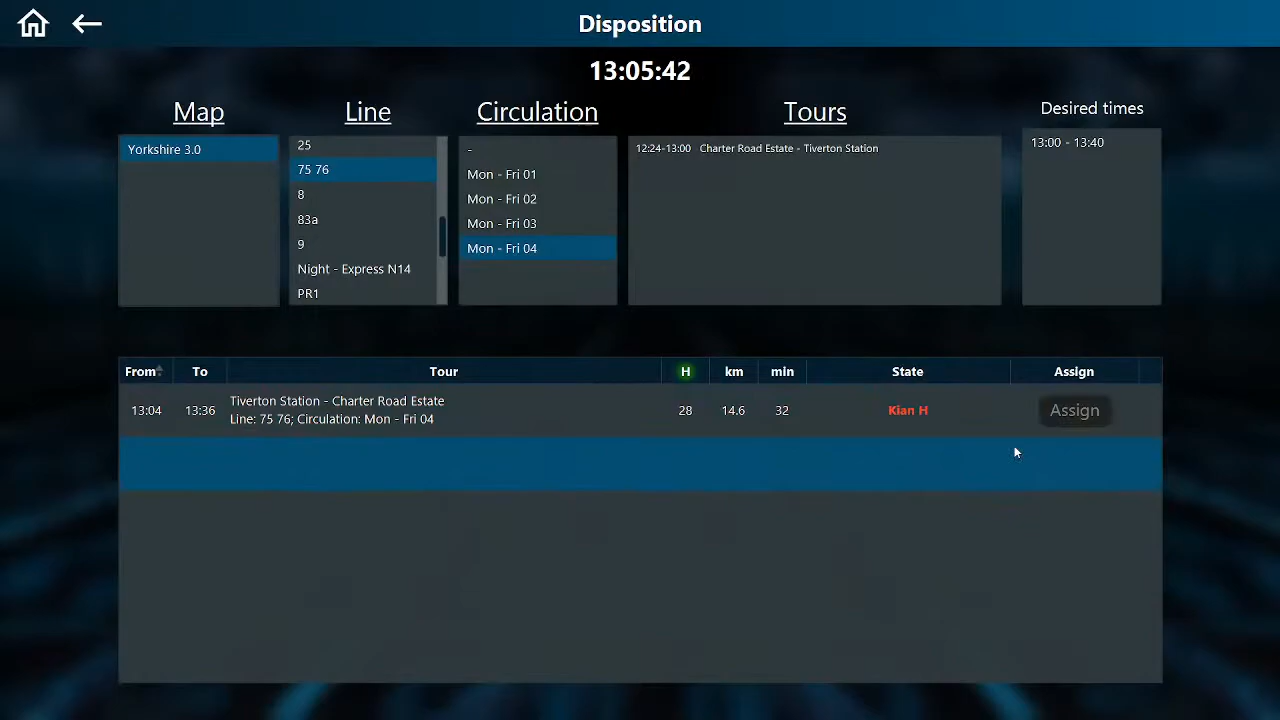 Disposition
13:05:42
Map
Line
Circulation
Tours
Desired times
Yorkshire 3.0
25
75 76
8
83a
9
Night - Express N14
PR1
-
Mon - Fri 01
Mon - Fri 02
Mon - Fri 03
Mon - Fri 04
12:24-13:00 Charter Road Estate - Tiverton Station
13:00 - 13:40
From To Tour H km min State Assign
13:04 13:36 Tiverton Station - Charter Road Estate 28 14.6 32 Kian H Assign
Line: 75 76; Circulation: Mon - Fri 04